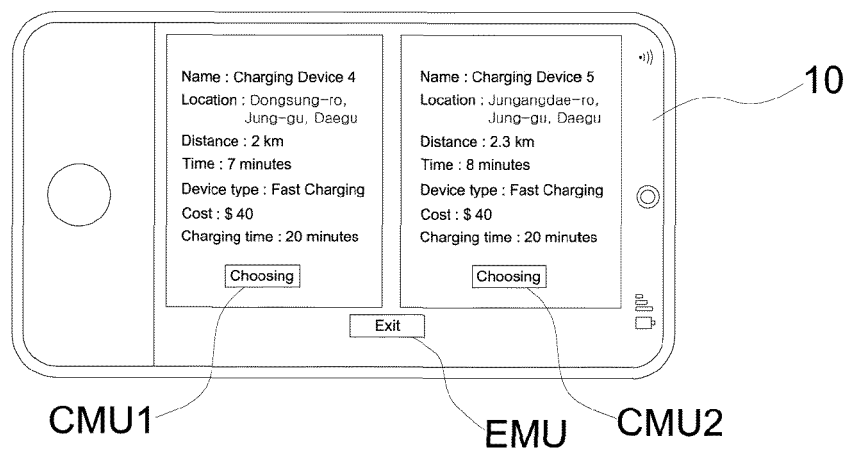 Name : Charging Device 4
Location : Dongsung-ro,
Jung-gu, Daegu
Distance : 2 km
Time : 7 minutes
Device type : Fast Charging
Cost : $ 40
Charging time : 20 minutes
Choosing
Name : Charging Device 5
Location : Jungangdae-ro,
Jung-gu, Daegu
Distance : 2.3 km
Time : 8 minutes
Device type : Fast Charging
Cost : $ 40
Charging time : 20 minutes
Choosing
Exit
10
CMU1
EMU
CMU2